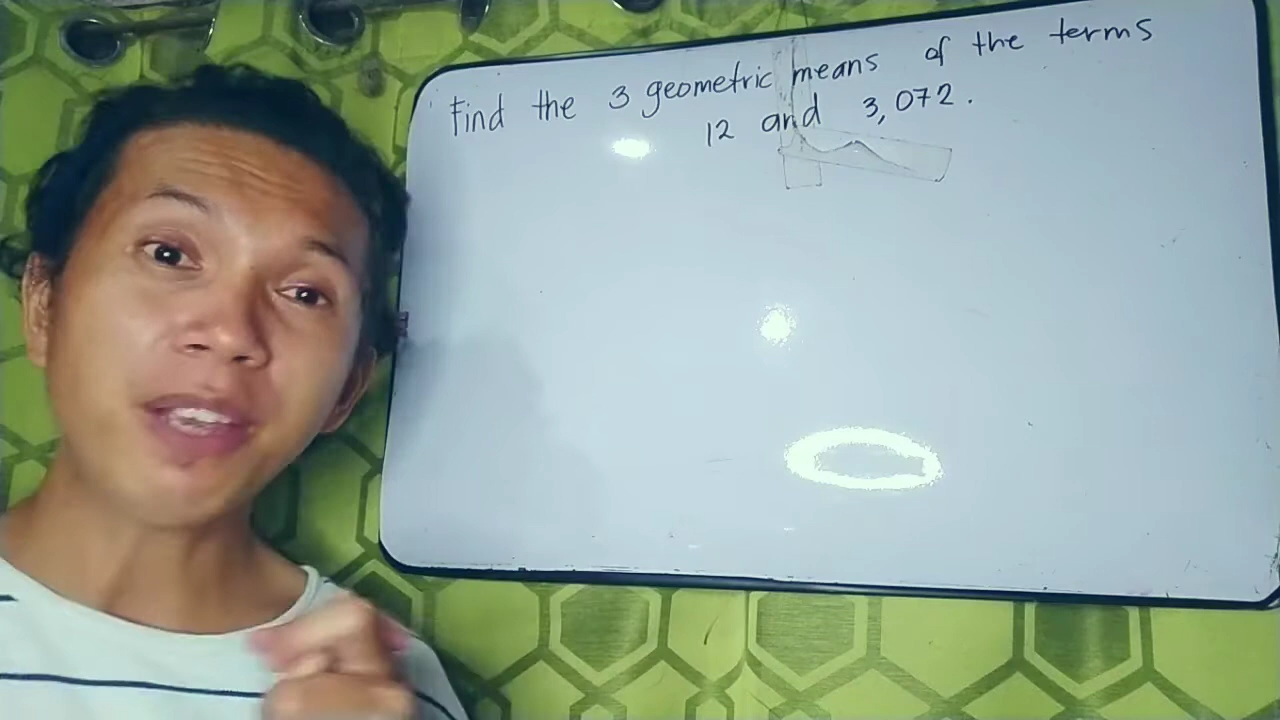 Find the 3 geometric means of the terms
12 and 3,072.